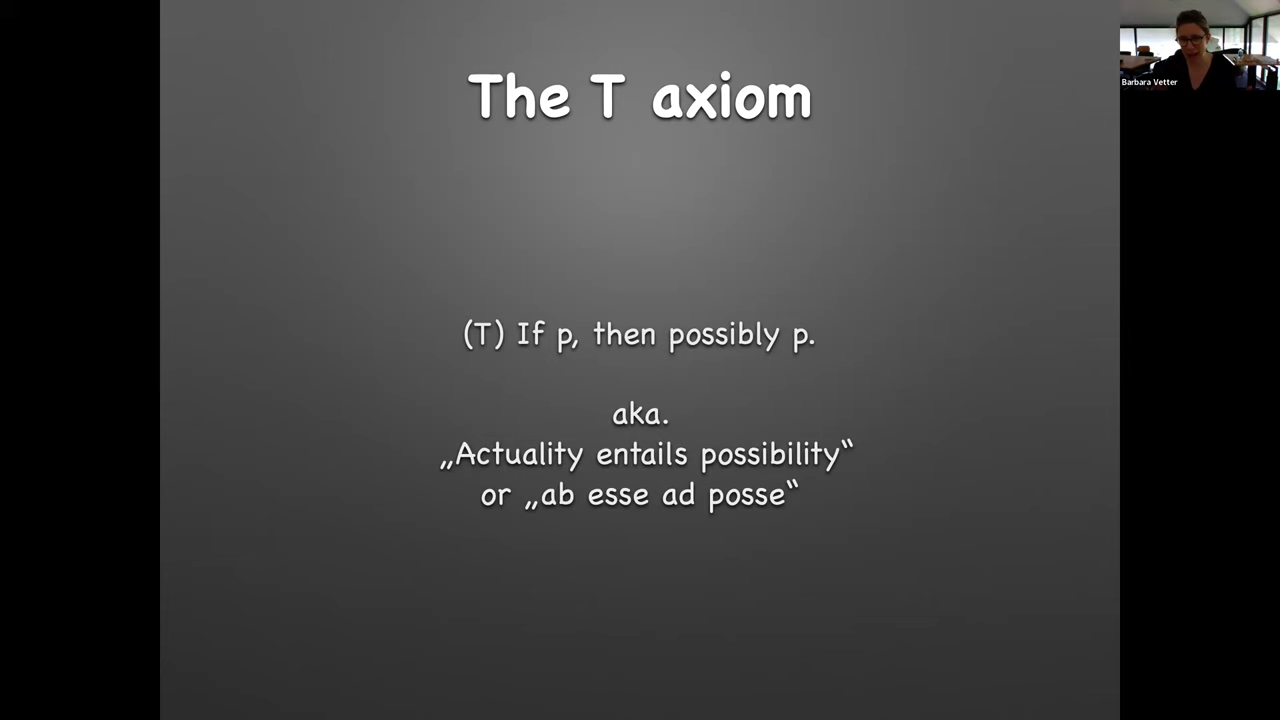 The T axiom
Barbara Vetter
(T) If p, then possibly p.
aka.
„Actuality entails possibility“
or „ab esse ad posse“